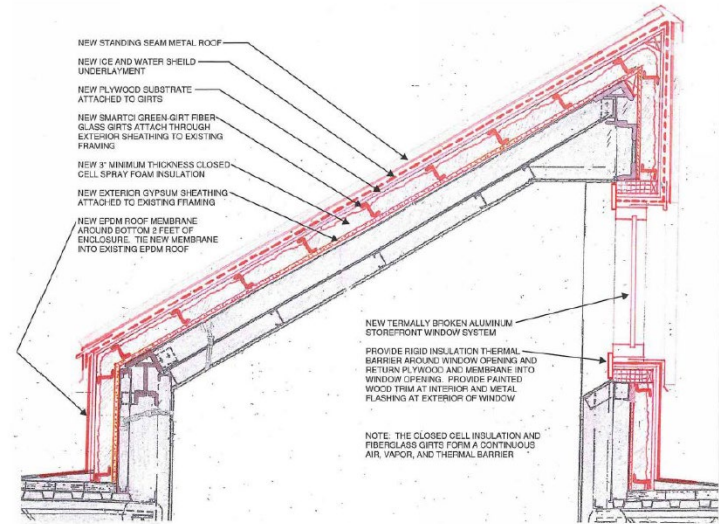 NEW STANDING SEAM METAL ROOF
NEW ICE AND WATER SHEILD
UNDERLAYMENT
NEW PLYWOOD SUBSTRATE
ATTACHED TO GIRTS
NEW SMARTCI GREEN-GIRT FIBER
GLASS GIRTS ATTACH THROUGH
EXTERIOR SHEATHING TO EXISTING
FRAMING
NEW 3" MINIMUM THICKNESS CLOSED
CELL SPRAY FOAM INSULATION
NEW EXTERIOR GYPSUM SHEATHING
ATTACHED TO EXISTING FRAMING
NEW EPDM ROOF MEMBRANE
AROUND BOTTOM 2 FEET OF
ENCLOSURE. TIE NEW MEMBRANE
INTO EXISTING EPDM ROOF
NEW TERMALLY BROKEN ALUMINUM
STOREFRONT WINDOW SYSTEM
PROVIDE RIGID INSULATION THERMAL
BARRIER AROUND WINDOW OPENING AND
RETURN PLYWOOD AND MEMBRANE INTO
WINDOW OPENING. PROVIDE PAINTED
WOOD TRIM AT INTERIOR AND METAL
FLASHING AT EXTERIOR OF WINDOW
NOTE: THE CLOSED CELL INSULATION AND
FIBERGLASS GIRTS FORM A CONTINUOUS
AIR, VAPOR, AND THERMAL BARRIER